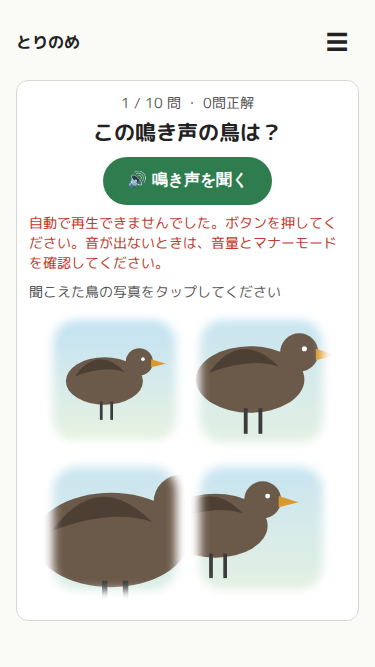 とりのめ
1 / 10 問 · 0問正解
この鳴き声の鳥は？
🔊 鳴き声を聞く
自動で再生できませんでした。ボタンを押してく
ださい。音が出ないときは、音量とマナーモード
を確認してください。
聞こえた鳥の写真をタップしてください